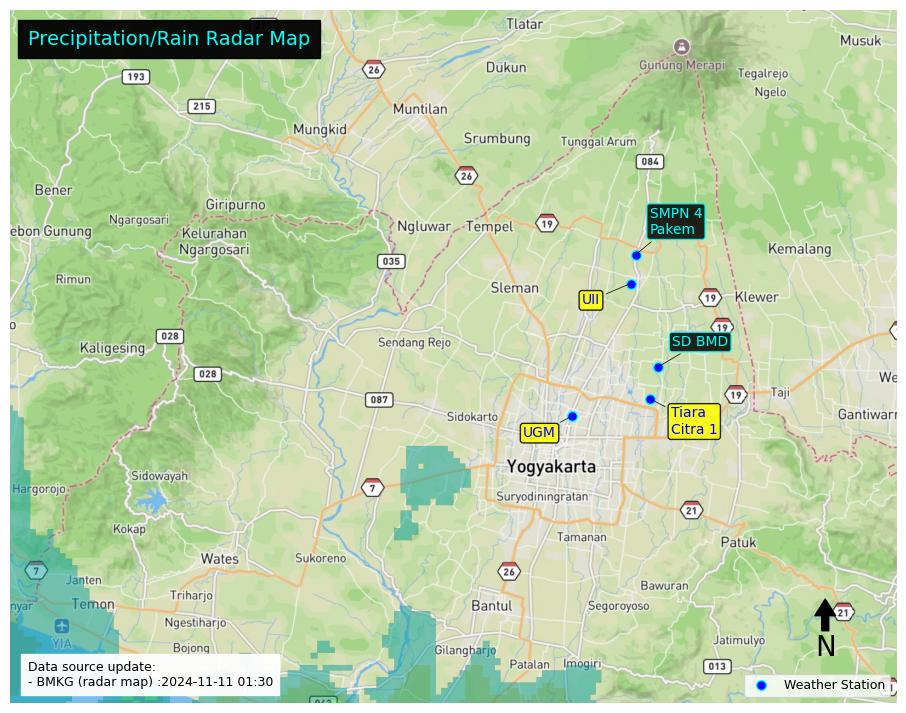 Precipitation/Rain Radar Map
Tlatar
Musuk
26
193
Dukun
Gunung Merapi
Tegalrejo
Ngelo
215
Muntilan
Mungkid
Srumbung
Tunggal Arum
084
26
Bener
Giripurno
Ngargosari
ebon Gunung
Kelurahan
Ngargosari
Ngluwar
Tempel
19
SMPN 4
Pakem
Kemalang
035
Rimun
Sleman
UII
19
Klewer
19
028
Kaligesing
Sendang Rejo
SD BMD
028
087
We
Taji
19
Gantiwarn
Sidokarto
UGM
Tiara
Citra 1
Yogyakarta
Sidowayah
Hargorojo
7
Suryodiningratan
21
Kokap
Tamanan
Patuk
Wates
Sukoreno
7
26
Janten
Triharjo
Bawuran
nyar
Temon
Bantul
Segoroyoso
21
Ngestiharjo
YIA
Bojong
Gilangharjo
Jatimulyo
N
Patalan
Imogiri
013
Data source update:
- BMKG (radar map) :2024-11-11 01:30
Weather Station